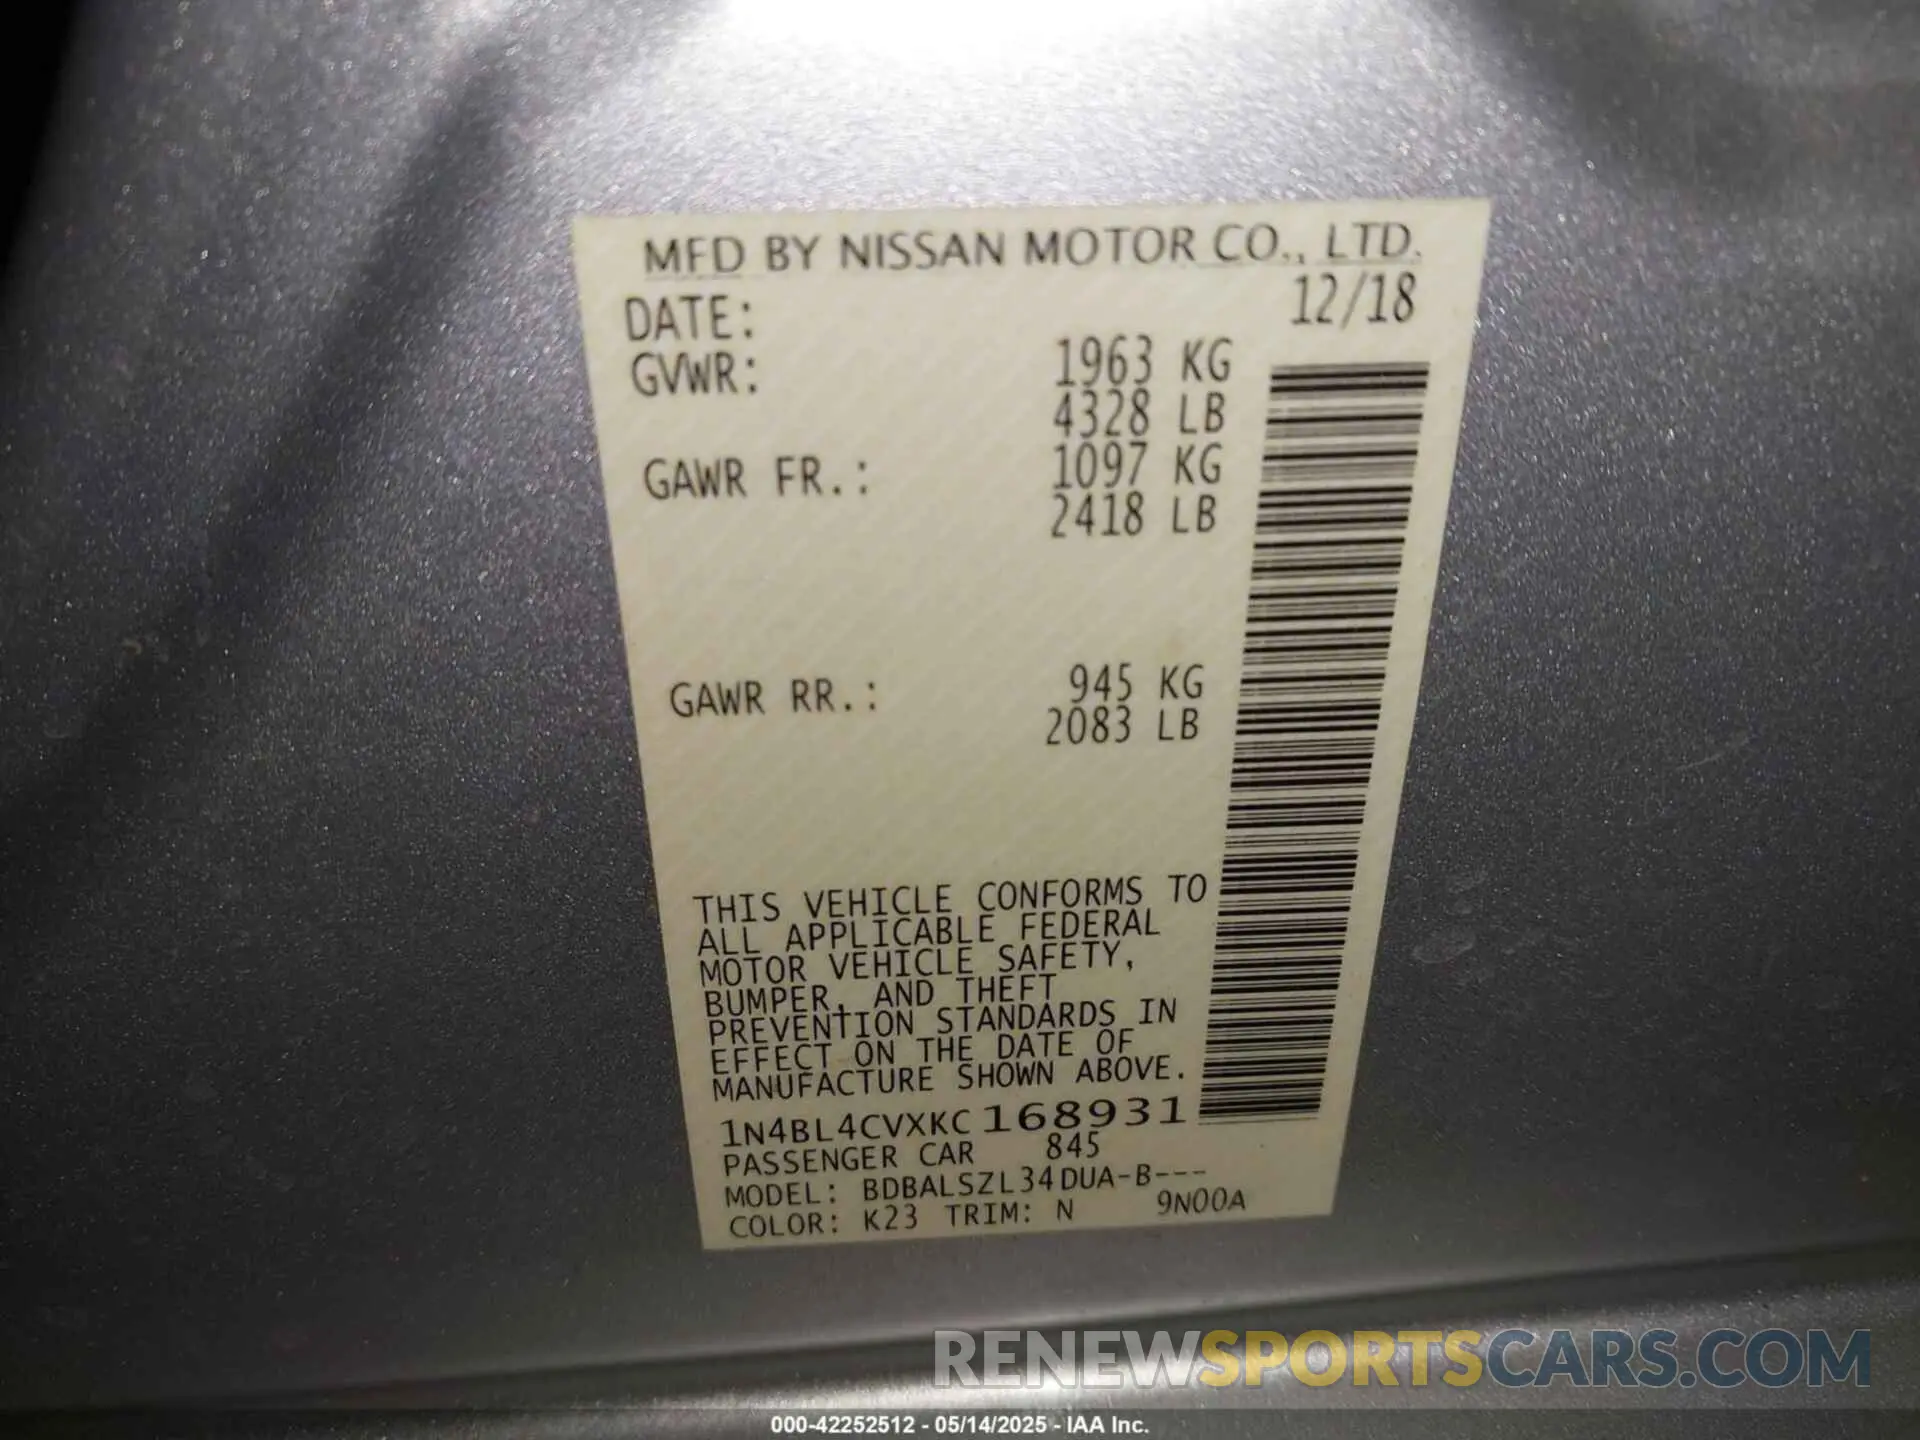 MFD BY NISSAN MOTOR CO., LTD.
DATE: 12/18
GVWR: 1963 KG
4328 LB
GAWR FR.: 1097 KG
2418 LB
GAWR RR.: 945 KG
2083 LB
THIS VEHICLE CONFORMS TO
ALL APPLICABLE FEDERAL
MOTOR VEHICLE SAFETY,
BUMPER, AND THEFT
PREVENTION STANDARDS IN
EFFECT ON THE DATE OF
MANUFACTURE SHOWN ABOVE.
1N4BL4CVXKC168931
PASSENGER CAR 845
MODEL: BDBALSZL34DUA-B---
COLOR: K23 TRIM: N 9N00A
RENEWSPORTSCARS.COM
000-42252512 - 05/14/2025 - IAA Inc.